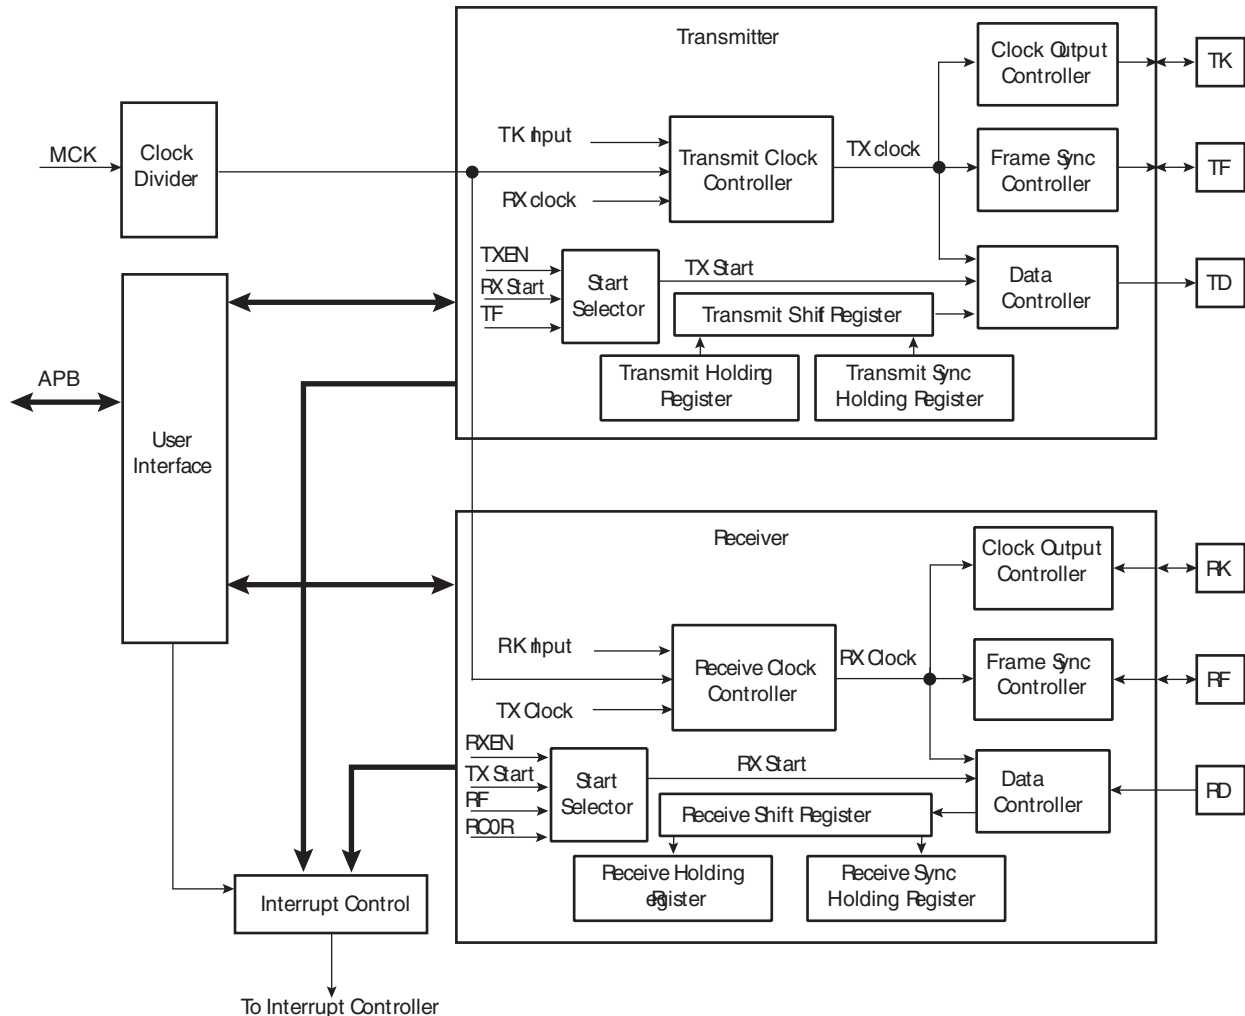 Transmitter
Clock Output
Controller
TK
MCK
Clock
Divider
TK Input
RX clock
Transmit Clock
Controller
TX clock
Frame Sync
Controller
TF
TXEN
RX Start
TF
Start
Selector
TX Start
Data
Controller
TD
Transmit Shift Register
Transmit Holding
Register
Transmit Sync
Holding Register
APB
User
Interface
Receiver
Clock Output
Controller
RK
RK Input
TX Clock
Receive Clock
Controller
RX Clock
Frame Sync
Controller
RF
RXEN
TX Start
RF
RC0R
Start
Selector
RX Start
Data
Controller
RD
Receive Shift Register
Receive Holding
Register
Receive Sync
Holding Register
Interrupt Control
To Interrupt Controller